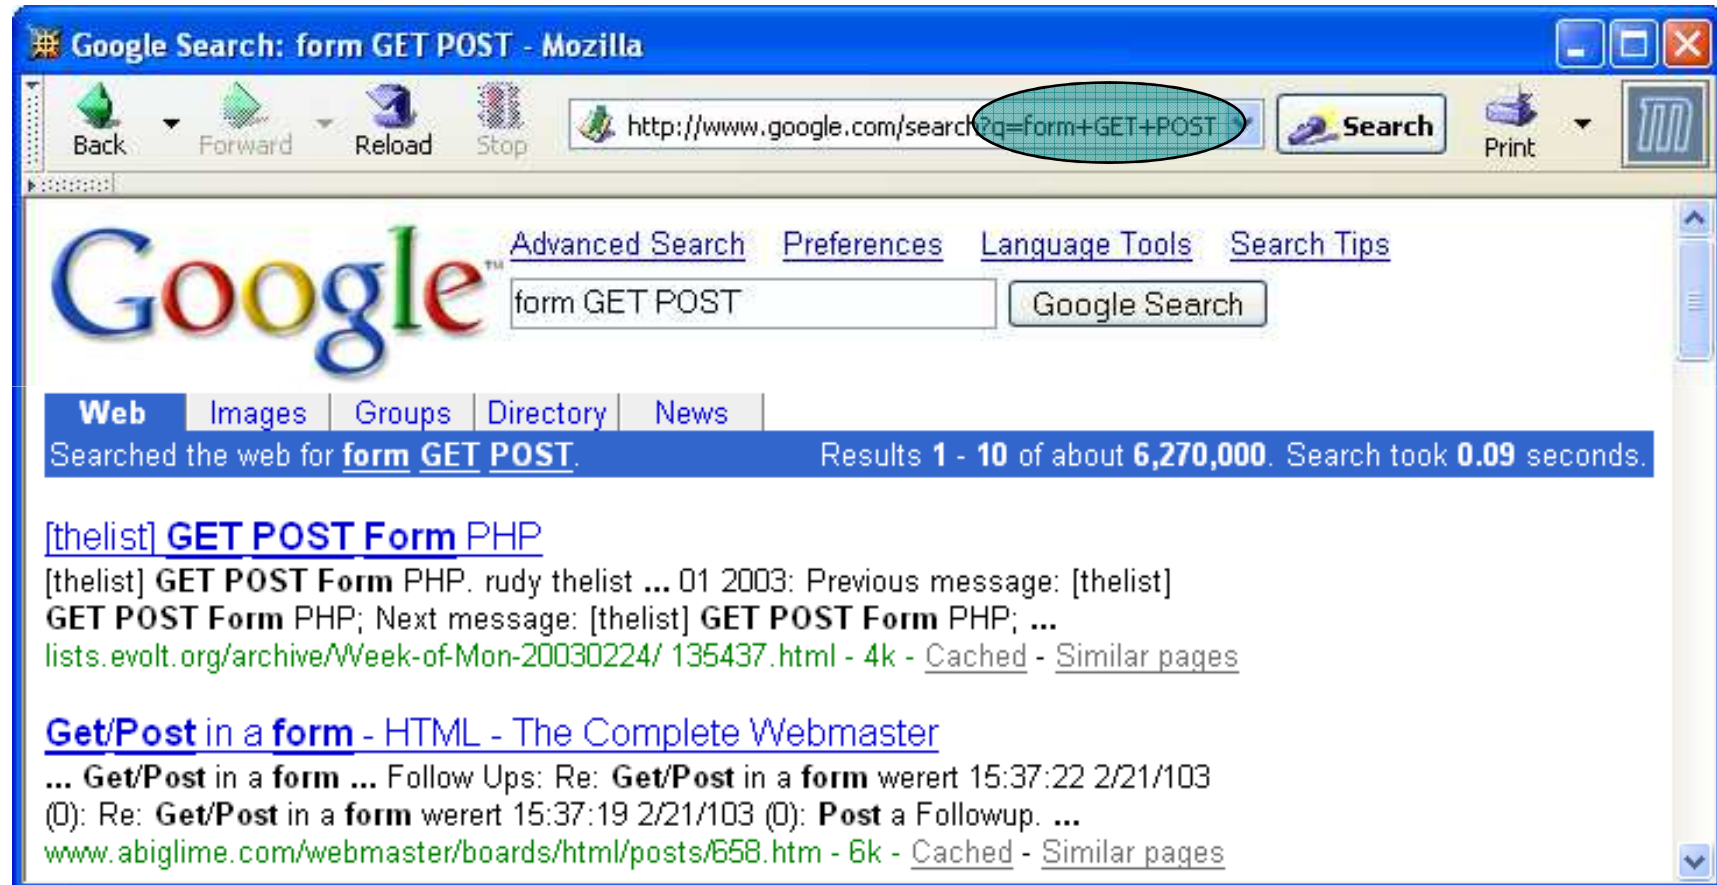 Google Search: form GET POST - Mozilla
Back Forward Reload Stop http://www.google.com/search?q=form+GET+POST Search Print
Google™
Advanced Search Preferences Language Tools Search Tips
form GET POST Google Search
Web Images Groups Directory News
Searched the web for form GET POST. Results 1 - 10 of about 6,270,000. Search took 0.09 seconds.
[thelist] GET POST Form PHP
[thelist] GET POST Form PHP. rudy thelist ... 01 2003: Previous message: [thelist]
GET POST Form PHP; Next message: [thelist] GET POST Form PHP; ...
lists.evolt.org/archive/Week-of-Mon-20030224/ 135437.html - 4k - Cached - Similar pages
Get/Post in a form - HTML - The Complete Webmaster
... Get/Post in a form ... Follow Ups: Re: Get/Post in a form werert 15:37:22 2/21/103
(0): Re: Get/Post in a form werert 15:37:19 2/21/103 (0): Post a Followup. ...
www.abiglime.com/webmaster/boards/html/posts/658.htm - 6k - Cached - Similar pages